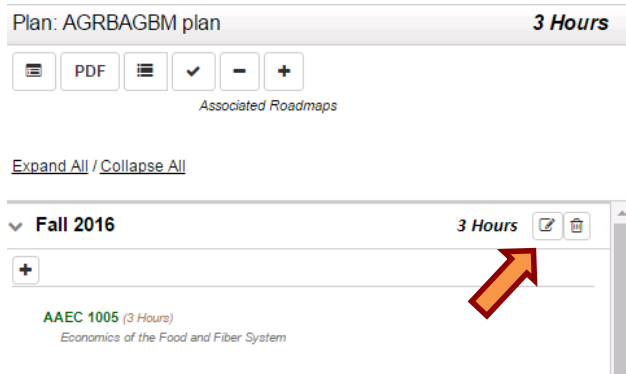 Plan: AGRBAGBM plan 3 Hours
PDF
Associated Roadmaps
Expand All / Collapse All
Fall 2016 3 Hours
AAEC 1005 (3 Hours)
Economics of the Food and Fiber System